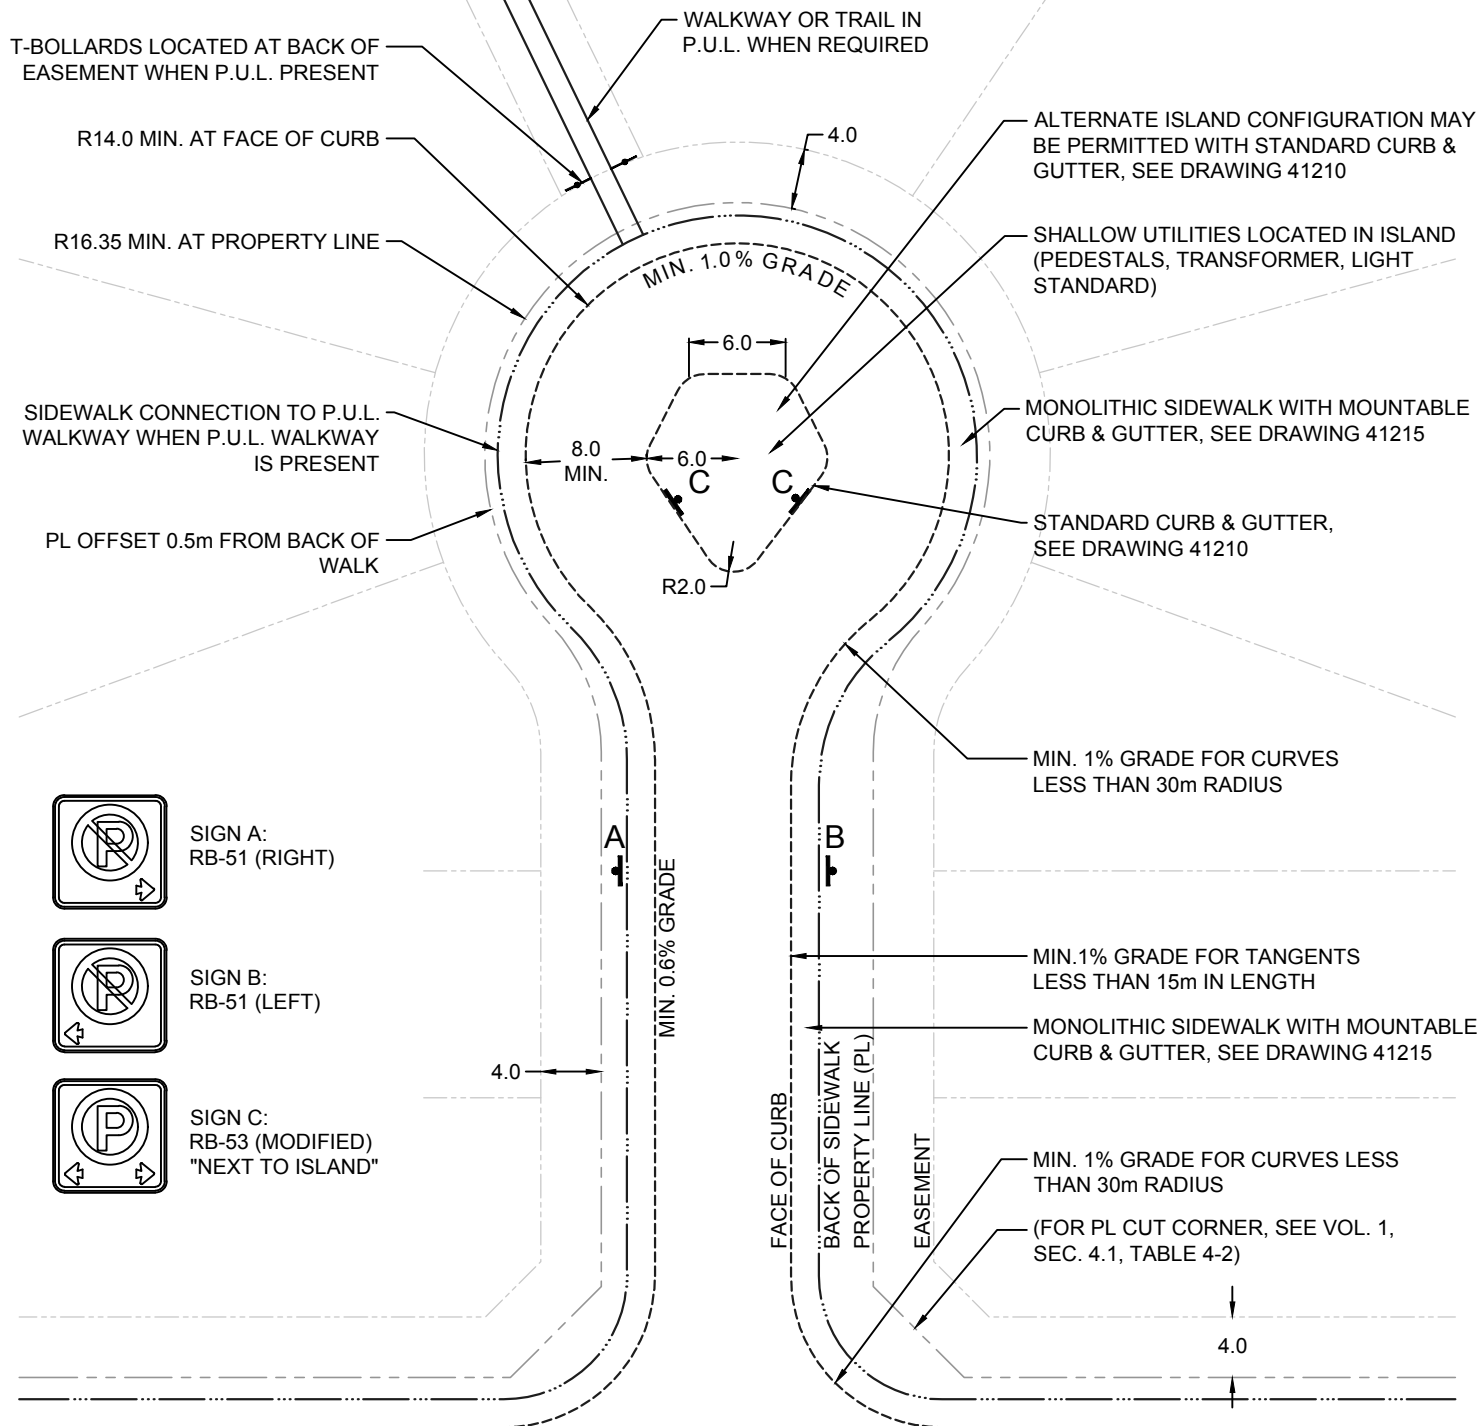 WALKWAY OR TRAIL IN
P.U.L. WHEN REQUIRED
T-BOLLARDS LOCATED AT BACK OF
EASEMENT WHEN P.U.L. PRESENT
R14.0 MIN. AT FACE OF CURB
4.0
ALTERNATE ISLAND CONFIGURATION MAY
BE PERMITTED WITH STANDARD CURB &
GUTTER, SEE DRAWING 41210
R16.35 MIN. AT PROPERTY LINE
SHALLOW UTILITIES LOCATED IN ISLAND
(PEDESTALS, TRANSFORMER, LIGHT
STANDARD)
MIN. 1.0% GRADE
6.0
SIDEWALK CONNECTION TO P.U.L.
WALKWAY WHEN P.U.L. WALKWAY
IS PRESENT
8.0
MIN.
6.0
MONOLITHIC SIDEWALK WITH MOUNTABLE
CURB & GUTTER, SEE DRAWING 41215
C
C
PL OFFSET 0.5m FROM BACK OF
WALK
STANDARD CURB & GUTTER,
SEE DRAWING 41210
R2.0
MIN. 1% GRADE FOR CURVES
LESS THAN 30m RADIUS
P
SIGN A:
RB-51 (RIGHT)
A
B
MIN. 0.6% GRADE
P
SIGN B:
RB-51 (LEFT)
MIN.1% GRADE FOR TANGENTS
LESS THAN 15m IN LENGTH
MONOLITHIC SIDEWALK WITH MOUNTABLE
CURB & GUTTER, SEE DRAWING 41215
4.0
P
SIGN C:
RB-53 (MODIFIED)
"NEXT TO ISLAND"
FACE OF CURB
BACK OF SIDEWALK
PROPERTY LINE (PL)
EASEMENT
MIN. 1% GRADE FOR CURVES LESS
THAN 30m RADIUS
(FOR PL CUT CORNER, SEE VOL. 1,
SEC. 4.1, TABLE 4-2)
4.0